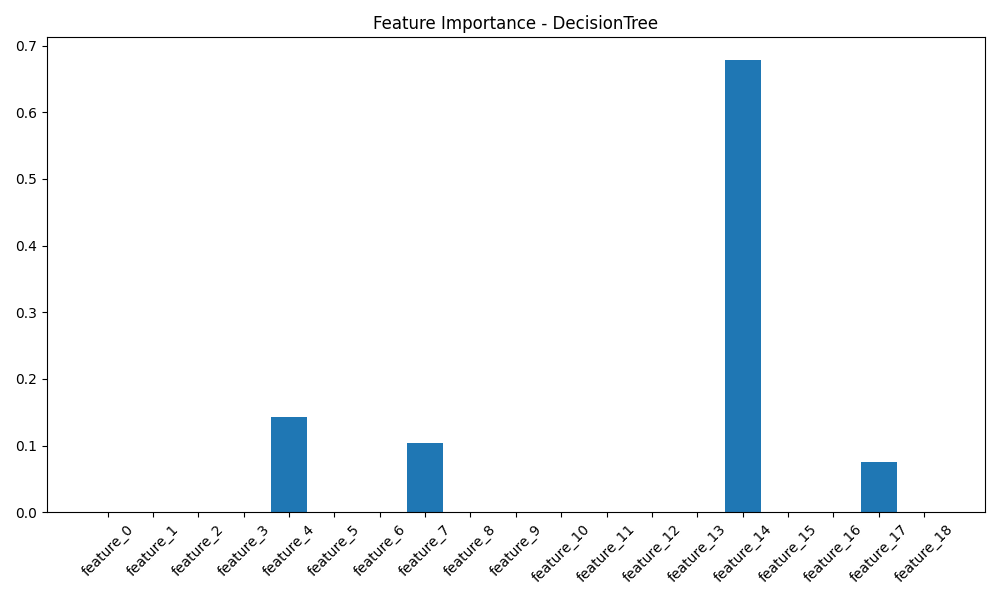 Feature Importance - DecisionTree
0.7
0.6
0.5
0.4
0.3
0.2
0.1
0.0
feature_0
feature_1
feature_2
feature_3
feature_4
feature_5
feature_6
feature_7
feature_8
feature_9
feature_10
feature_11
feature_12
feature_13
feature_14
feature_15
feature_16
feature_17
feature_18